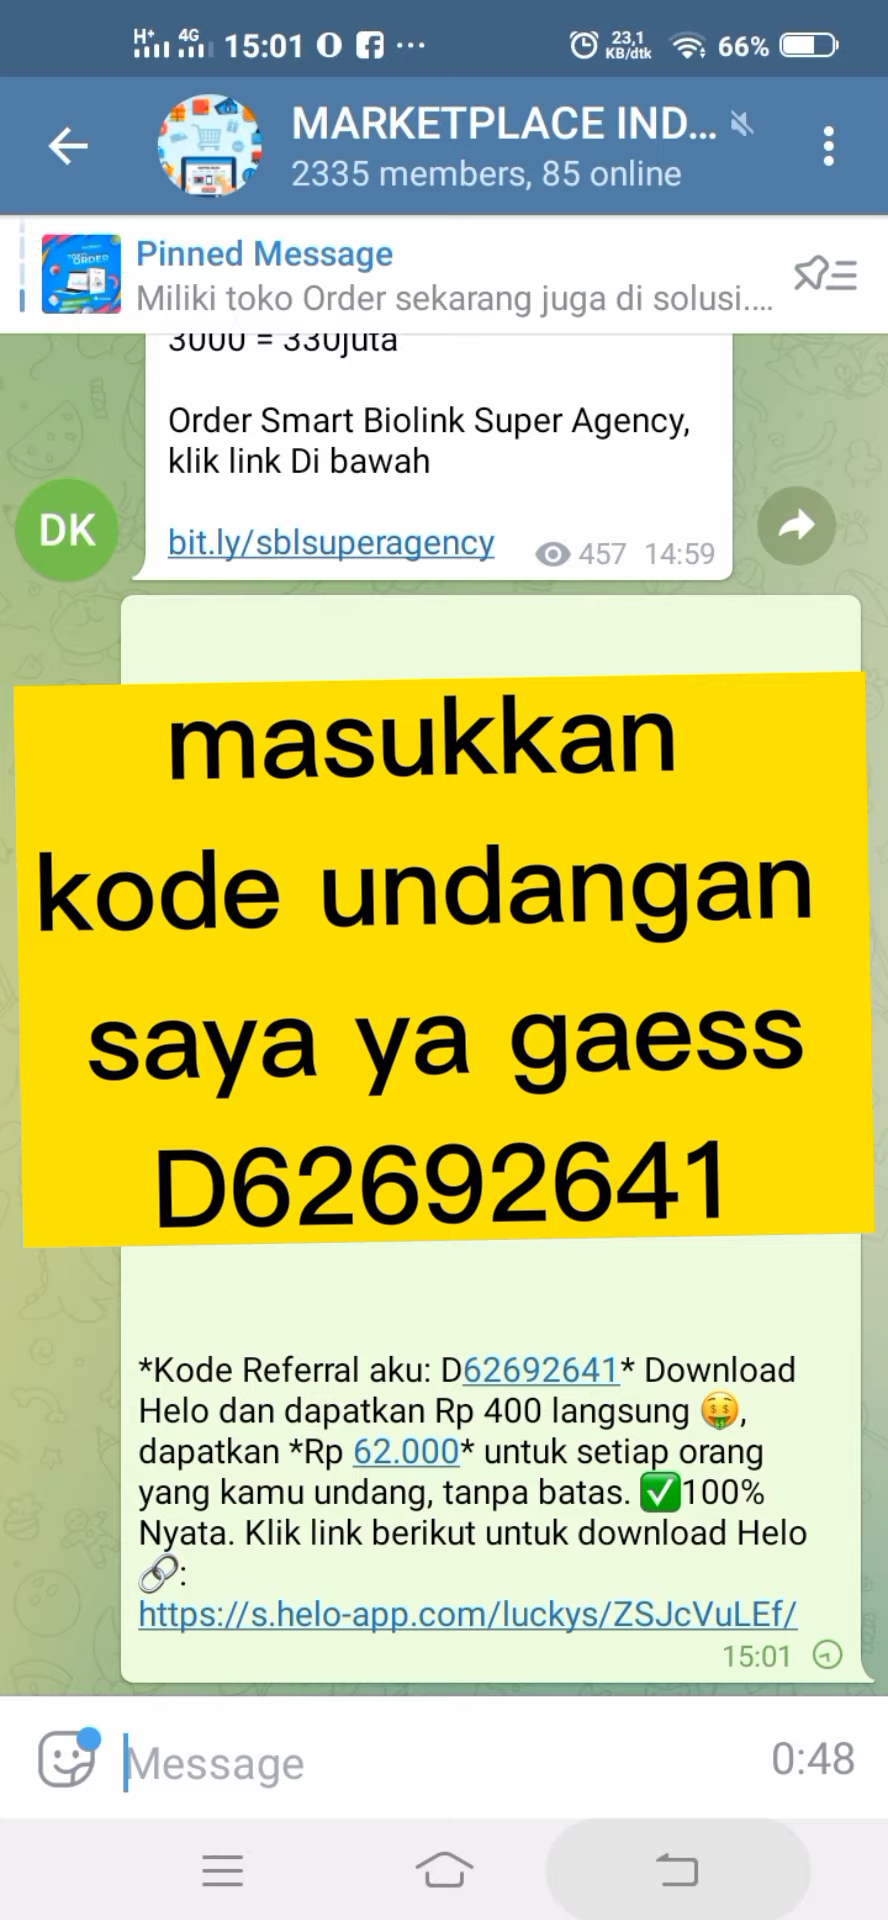 H+ 4G 15:01 ... 23,1 KB/dtk 66%
MARKETPLACE IND...
2335 members, 85 online
TOKO ORDER
Pinned Message
Miliki toko Order sekarang juga di solusi....
3000 = 330juta
Order Smart Biolink Super Agency,
klik link Di bawah
DK
bit.ly/sblsuperagency 457 14:59
masukkan
kode undangan
saya ya gaess
D62692641
*Kode Referral aku: D62692641* Download
Helo dan dapatkan Rp 400 langsung 🤑,
dapatkan *Rp 62.000* untuk setiap orang
yang kamu undang, tanpa batas. ✅100%
Nyata. Klik link berikut untuk download Helo
🔗:
https://s.helo-app.com/luckys/ZSJcVuLEf/
15:01
Message 0:48